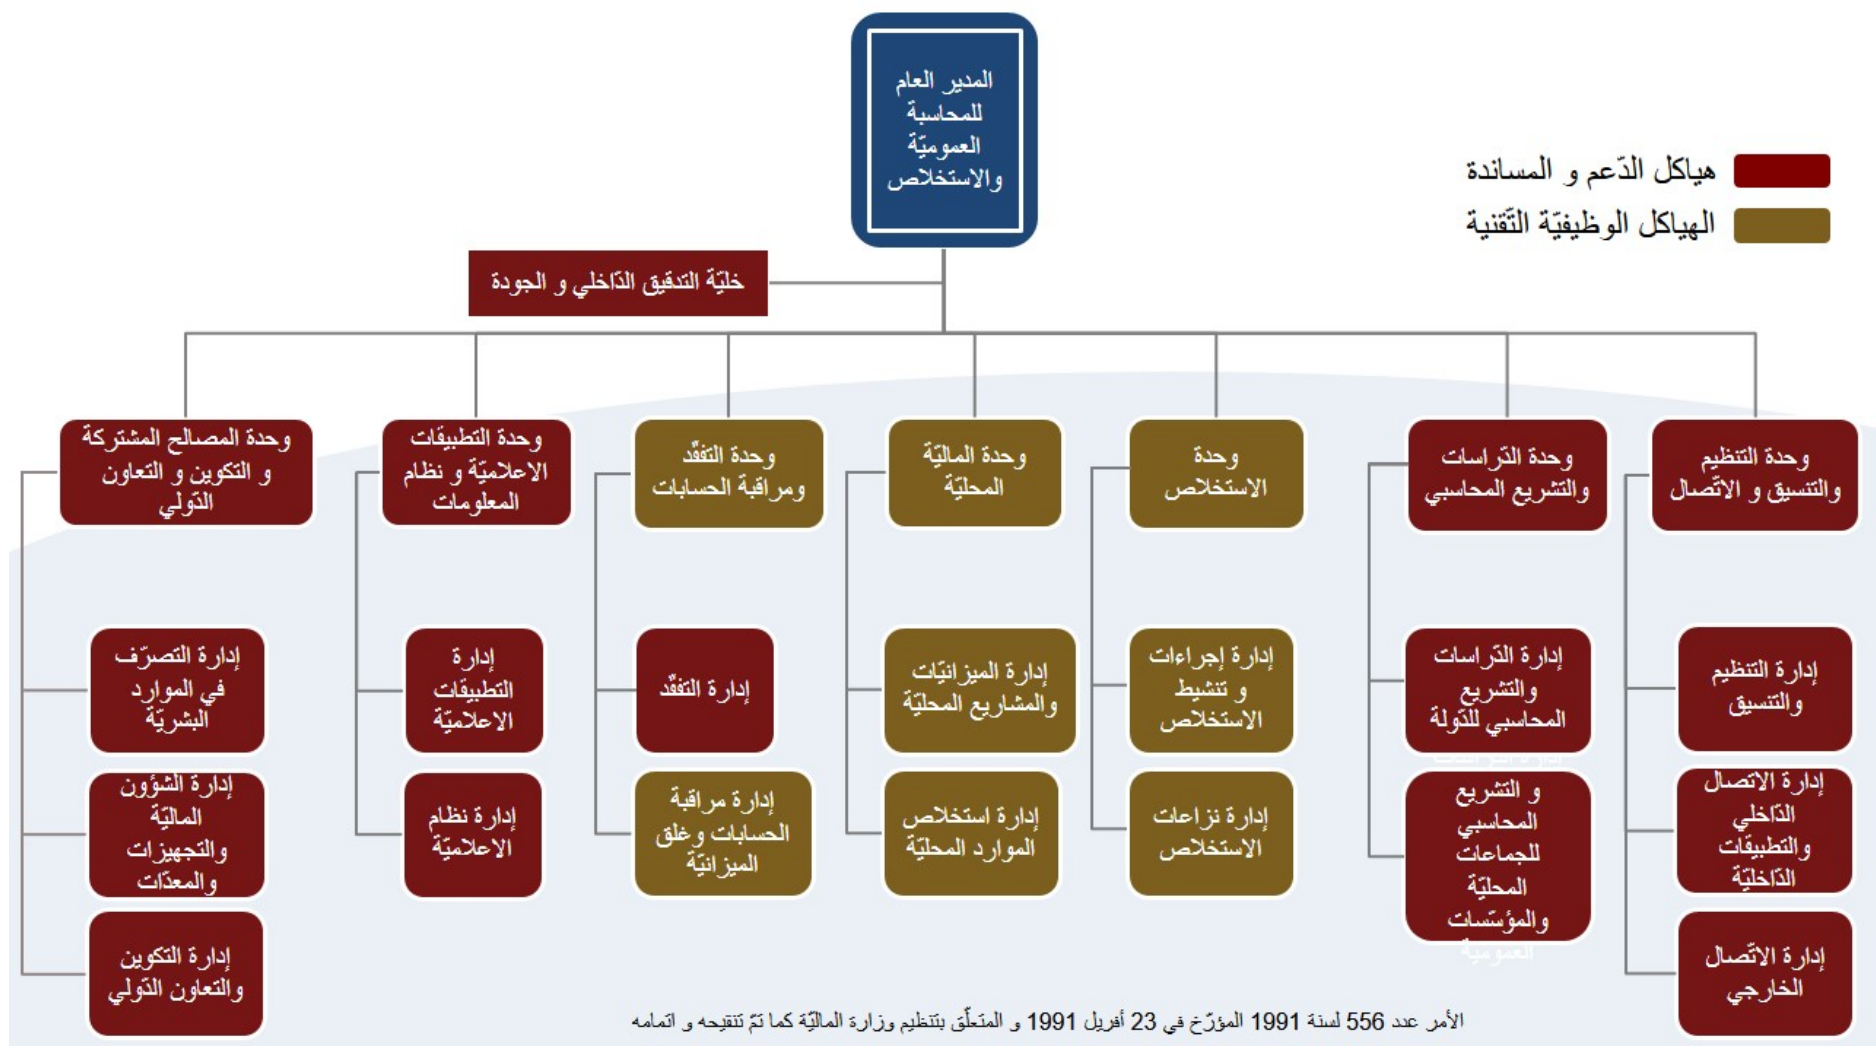 المدير العام
للمحاسبة
العموميّة
والاستخلاص
هياكل الدّعم و المساندة
الهياكل الوظيفيّة التّقنية
خليّة التدقيق الدّاخلي و الجودة
وحدة التنظيم
والتنسيق و الاتّصال
وحدة الدّراسات
والتشريع المحاسبي
وحدة
الاستخلاص
وحدة الماليّة
المحليّة
وحدة التفقّد
ومراقبة الحسابات
وحدة التطبيقات
الاعلاميّة و نظام
المعلومات
وحدة المصالح المشتركة
و التكوين و التعاون
الدّولي
إدارة التنظيم
والتنسيق
إدارة الدّراسات
والتشريع
المحاسبي للدّولة
إدارة إجراءات
و تنشيط
الاستخلاص
إدارة الميزانيّات
والمشاريع المحليّة
إدارة التفقّد
إدارة
التطبيقات
الاعلاميّة
إدارة التصرّف
في الموارد
البشريّة
إدارة الاتصال
الدّاخلي
والتطبيقات
الدّاخليّة
و التشريع
المحاسبي
للجماعات
المحليّة
والمؤسّسات
العمومية
إدارة نزاعات
الاستخلاص
إدارة استخلاص
الموارد المحليّة
إدارة مراقبة
الحسابات وغلق
الميزانيّة
إدارة نظام
الاعلاميّة
إدارة الشؤون
الماليّة
والتجهيزات
والمعدّات
إدارة الاتّصال
الخارجي
إدارة التكوين
والتعاون الدّولي
الأمر عدد 556 لسنة 1991 المؤرّخ في 23 أفريل 1991 و المتعلّق بتنظيم وزارة الماليّة كما تمّ تنقيحه و اتمامه